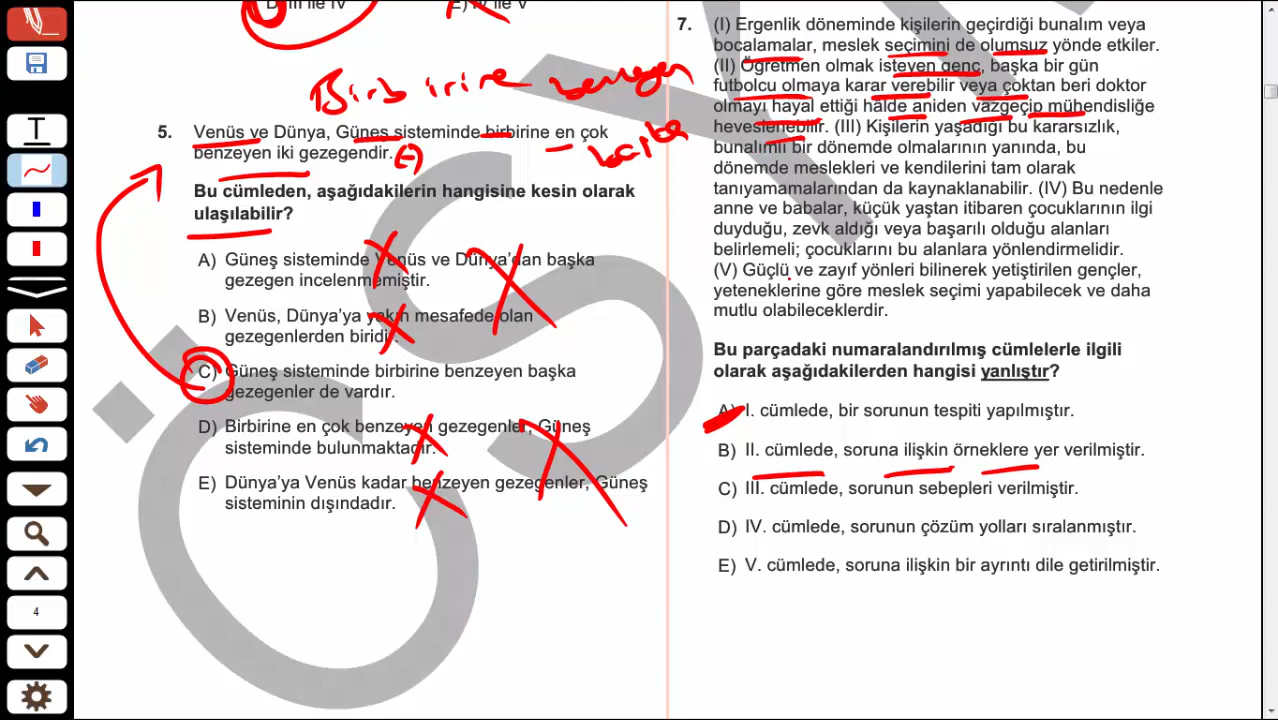 D) III ile IV
E) IV ile V
Birbirine benzeyen
başka
5. Venüs ve Dünya, Güneş sisteminde birbirine en çok
benzeyen iki gezegendir.
Bu cümleden, aşağıdakilerin hangisine kesin olarak
ulaşılabilir?
A) Güneş sisteminde Venüs ve Dünya'dan başka
gezegen incelenmemiştir.
B) Venüs, Dünya'ya yakın mesafede olan
gezegenlerden biridir.
C) Güneş sisteminde birbirine benzeyen başka
gezegenler de vardır.
D) Birbirine en çok benzeyen gezegenler, Güneş
sisteminde bulunmaktadır.
E) Dünya'ya Venüs kadar benzeyen gezegenler, Güneş
sisteminin dışındadır.
7. (I) Ergenlik döneminde kişilerin geçirdiği bunalım veya
bocalamalar, meslek seçimini de olumsuz yönde etkiler.
(II) Öğretmen olmak isteyen genç, başka bir gün
futbolcu olmaya karar verebilir veya çoktan beri doktor
olmayı hayal ettiği hâlde aniden vazgeçip mühendisliğe
heveslenebilir. (III) Kişilerin yaşadığı bu kararsızlık,
bunalımlı bir dönemde olmalarının yanında, bu
dönemde meslekleri ve kendilerini tam olarak
tanıyamamalarından da kaynaklanabilir. (IV) Bu nedenle
anne ve babalar, küçük yaştan itibaren çocuklarının ilgi
duyduğu, zevk aldığı veya başarılı olduğu alanları
belirlemeli; çocuklarını bu alanlara yönlendirmelidir.
(V) Güçlü ve zayıf yönleri bilinerek yetiştirilen gençler,
yeteneklerine göre meslek seçimi yapabilecek ve daha
mutlu olabileceklerdir.
Bu parçadaki numaralandırılmış cümlelerle ilgili
olarak aşağıdakilerden hangisi yanlıştır?
A) I. cümlede, bir sorunun tespiti yapılmıştır.
B) II. cümlede, soruna ilişkin örneklere yer verilmiştir.
C) III. cümlede, sorunun sebepleri verilmiştir.
D) IV. cümlede, sorunun çözüm yolları sıralanmıştır.
E) V. cümlede, soruna ilişkin bir ayrıntı dile getirilmiştir.
T
4